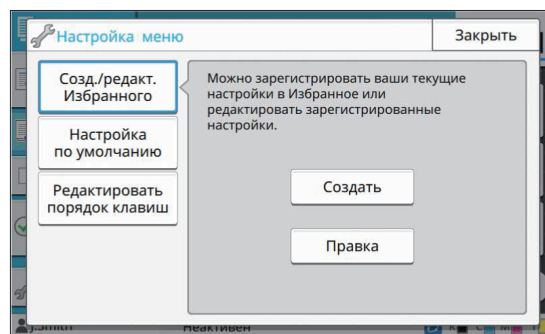 Настройка меню
Закрыть
Созд./редакт.
Избранного
Можно зарегистрировать ваши текущие
настройки в Избранное или
редактировать зарегистрированные
настройки.
Настройка
по умолчанию
Редактировать
порядок клавиш
Создать
Правка